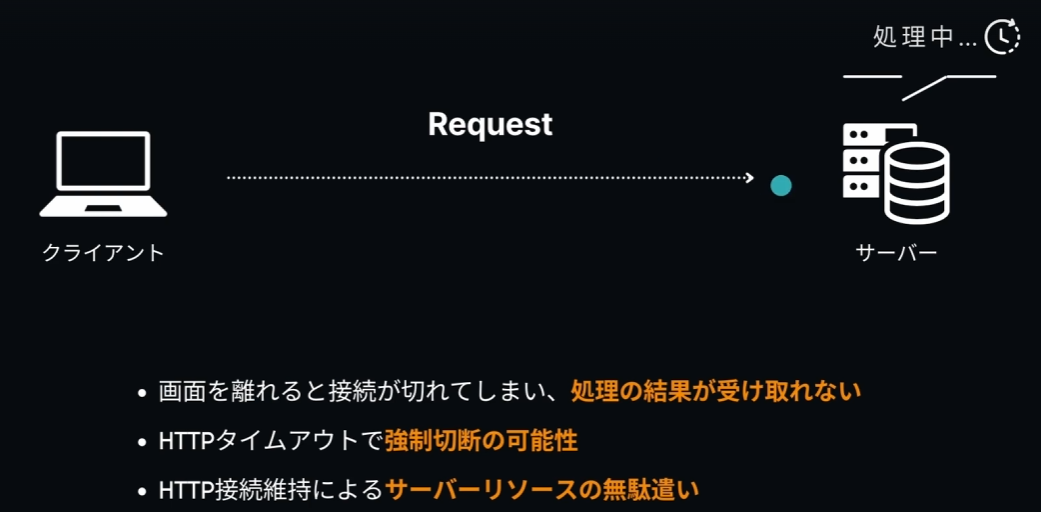 処理中...
Request
クライアント
サーバー
• 画面を離れると接続が切れてしまい、処理の結果が受け取れない
• HTTPタイムアウトで強制切断の可能性
• HTTP接続維持によるサーバーリソースの無駄遣い